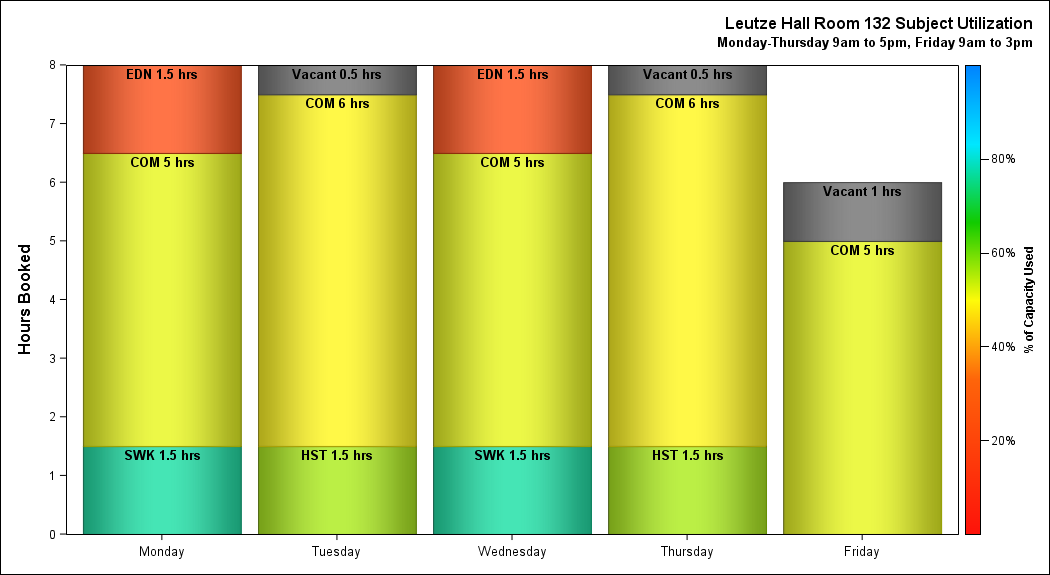 Leutze Hall Room 132 Subject Utilization
Monday-Thursday 9am to 5pm, Friday 9am to 3pm
Hours Booked
8
7
6
5
4
3
2
1
0
EDN 1.5 hrs
COM 5 hrs
SWK 1.5 hrs
Vacant 0.5 hrs
COM 6 hrs
HST 1.5 hrs
EDN 1.5 hrs
COM 5 hrs
SWK 1.5 hrs
Vacant 0.5 hrs
COM 6 hrs
HST 1.5 hrs
Vacant 1 hrs
COM 5 hrs
Monday
Tuesday
Wednesday
Thursday
Friday
80%
60%
40%
20%
% of Capacity Used